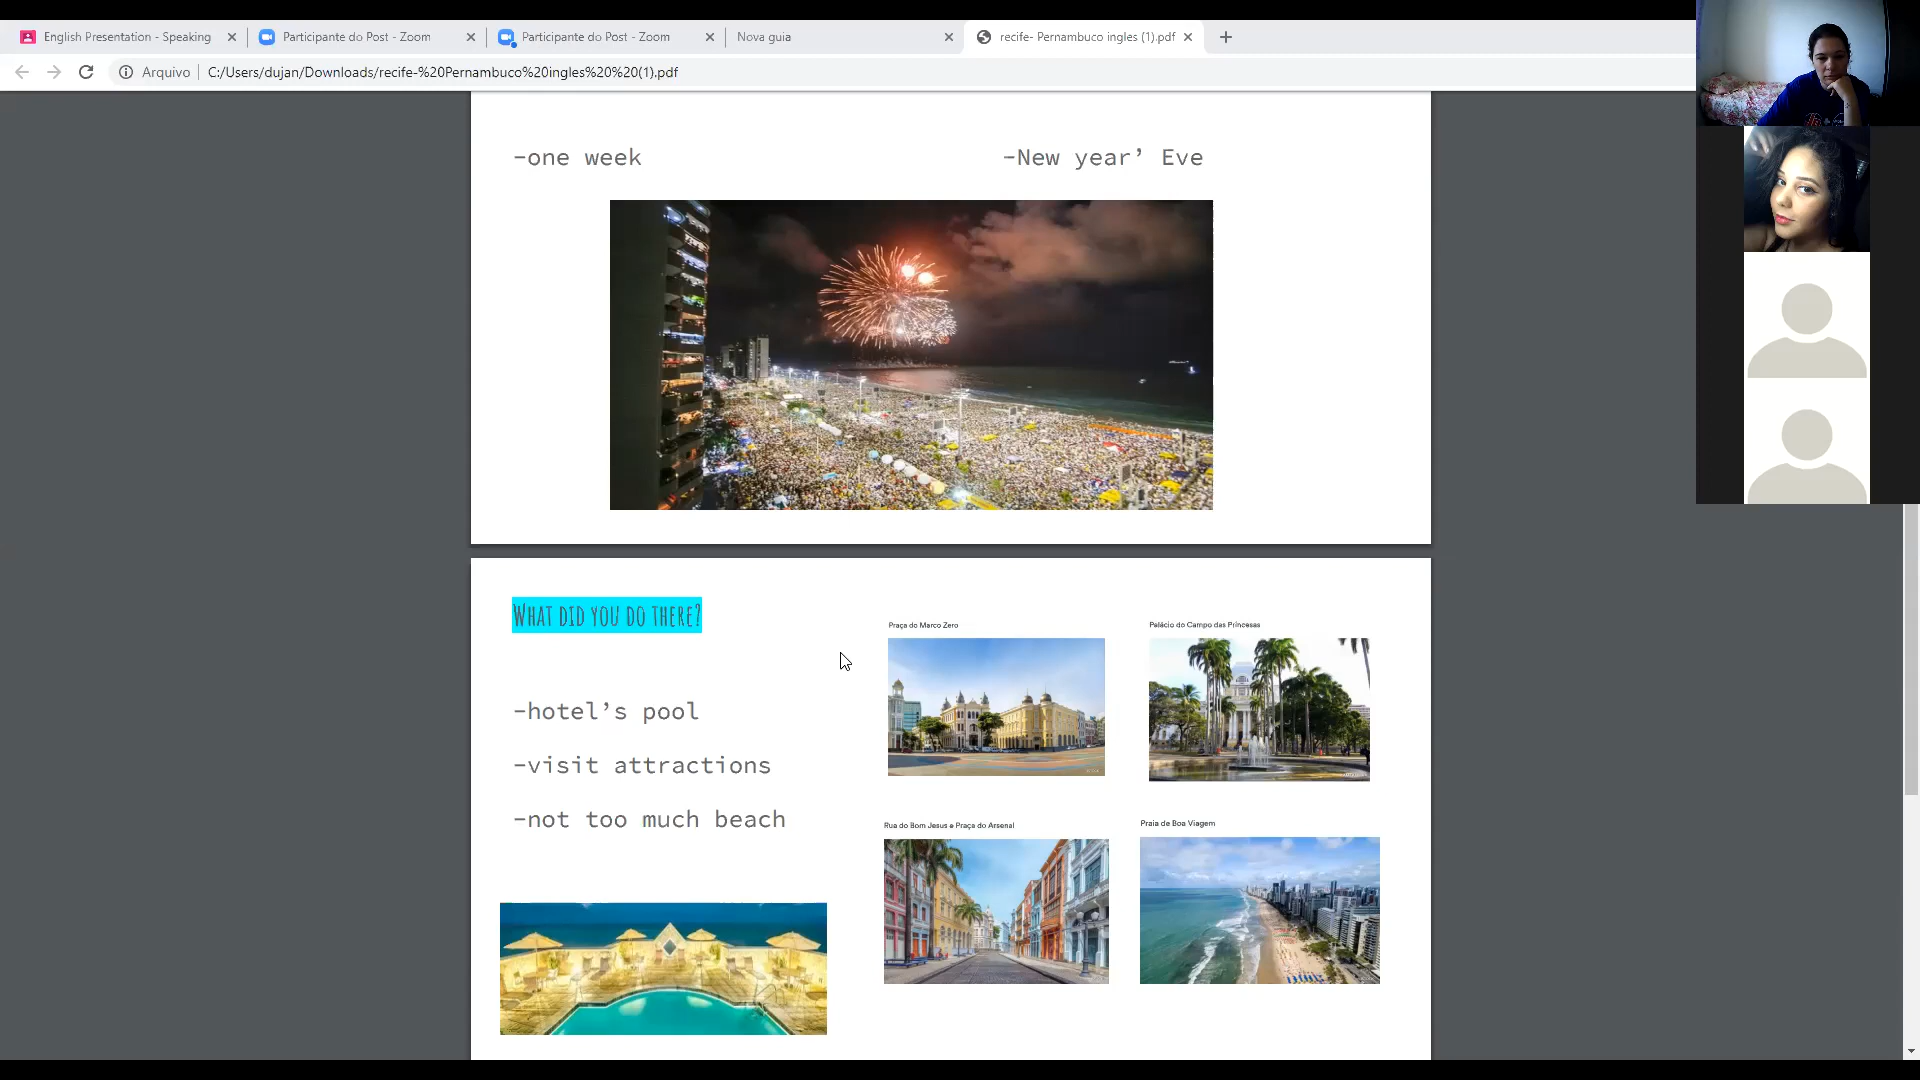 English Presentation - Speaking
Participante do Post - Zoom
Participante do Post - Zoom
Nova guia
recife- Pernambuco ingles (1).pdf
Arquivo
C:/Users/dujan/Downloads/recife-%20Pernambuco%20ingles%20%20(1).pdf
-one week
-New year’ Eve
What did you do there?
-hotel’s pool
-visit attractions
-not too much beach
Praça do Marco Zero
Palácio do Campo das Princesas
Rua do Bom Jesus e Praça do Arsenal
Praia de Boa Viagem